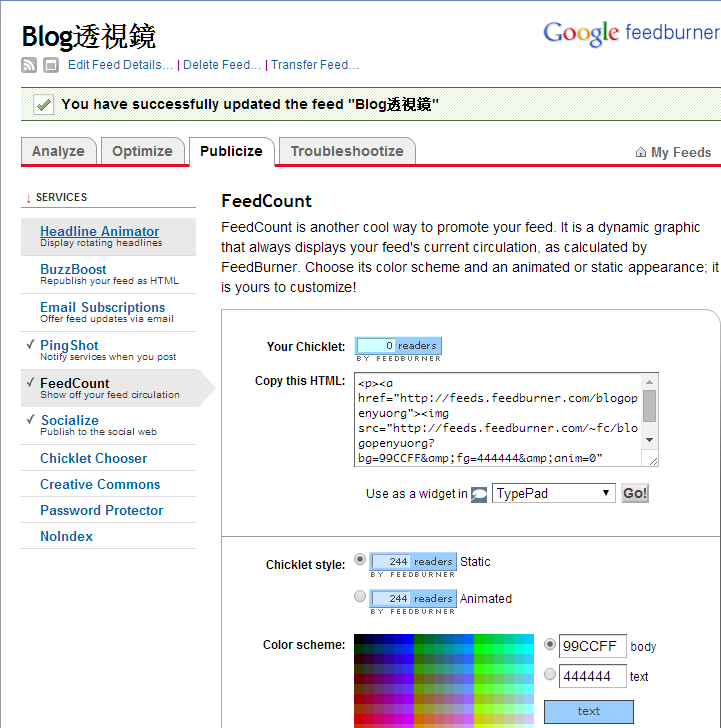 Blog透視鏡
Google feedburner
Edit Feed Details... | Delete Feed... | Transfer Feed...
You have successfully updated the feed "Blog透視鏡"
Analyze
Optimize
Publicize
Troubleshootize
My Feeds
↓ SERVICES
Headline Animator
Display rotating headlines
BuzzBoost
Republish your feed as HTML
Email Subscriptions
Offer feed updates via email
PingShot
Notify services when you post
FeedCount
Show off your feed circulation
Socialize
Publish to the social web
Chicklet Chooser
Creative Commons
Password Protector
NoIndex
FeedCount
FeedCount is another cool way to promote your feed. It is a dynamic graphic
that always displays your feed's current circulation, as calculated by
FeedBurner. Choose its color scheme and an animated or static appearance; it
is yours to customize!
Your Chicklet: 0 readers
BY FEEDBURNER
Copy this HTML:
<p><a
href="http://feeds.feedburner.com/blogop
enyuorg"><img
src="http://feeds.feedburner.com/~fc/blo
gopenyuorg?
bg=99CCFF&amp;fg=444444&amp;anim=0"
Use as a widget in TypePad Go!
Chicklet style: 244 readers Static
BY FEEDBURNER
244 readers Animated
BY FEEDBURNER
Color scheme: 99CCFF body
444444 text
text